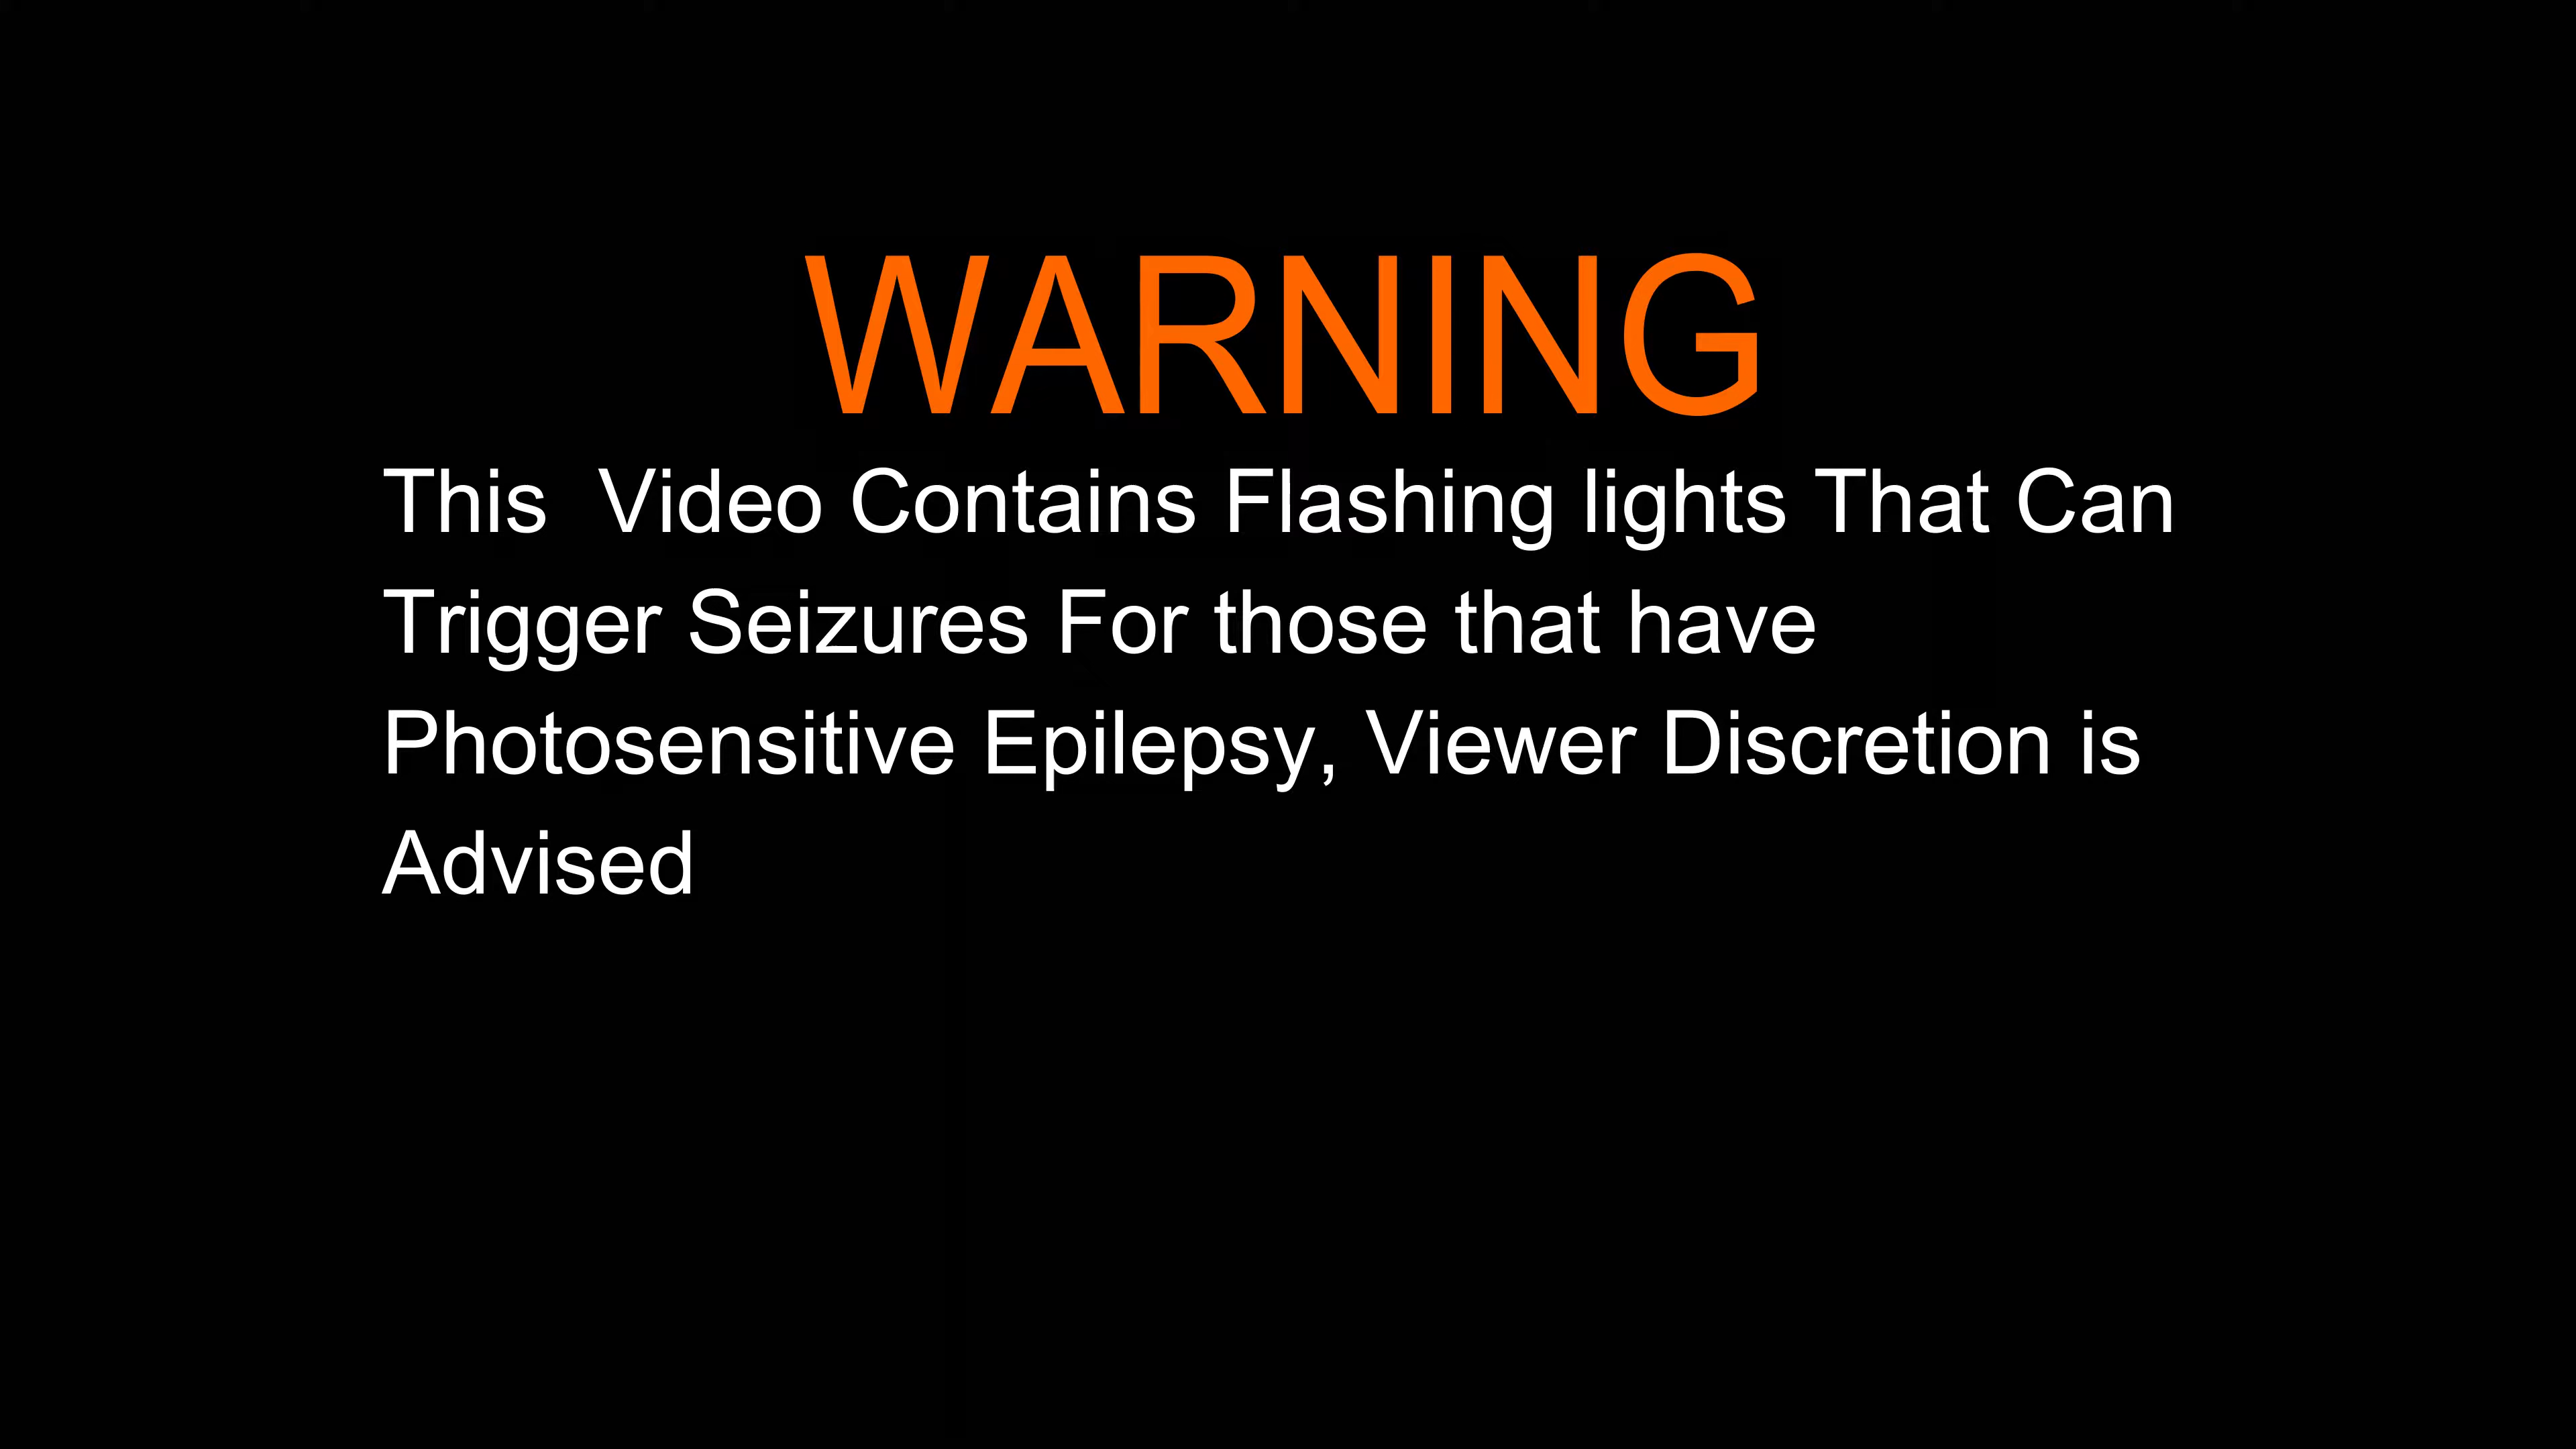 WARNING
This  Video Contains Flashing lights That Can
Trigger Seizures For those that have
Photosensitive Epilepsy, Viewer Discretion is
Advised